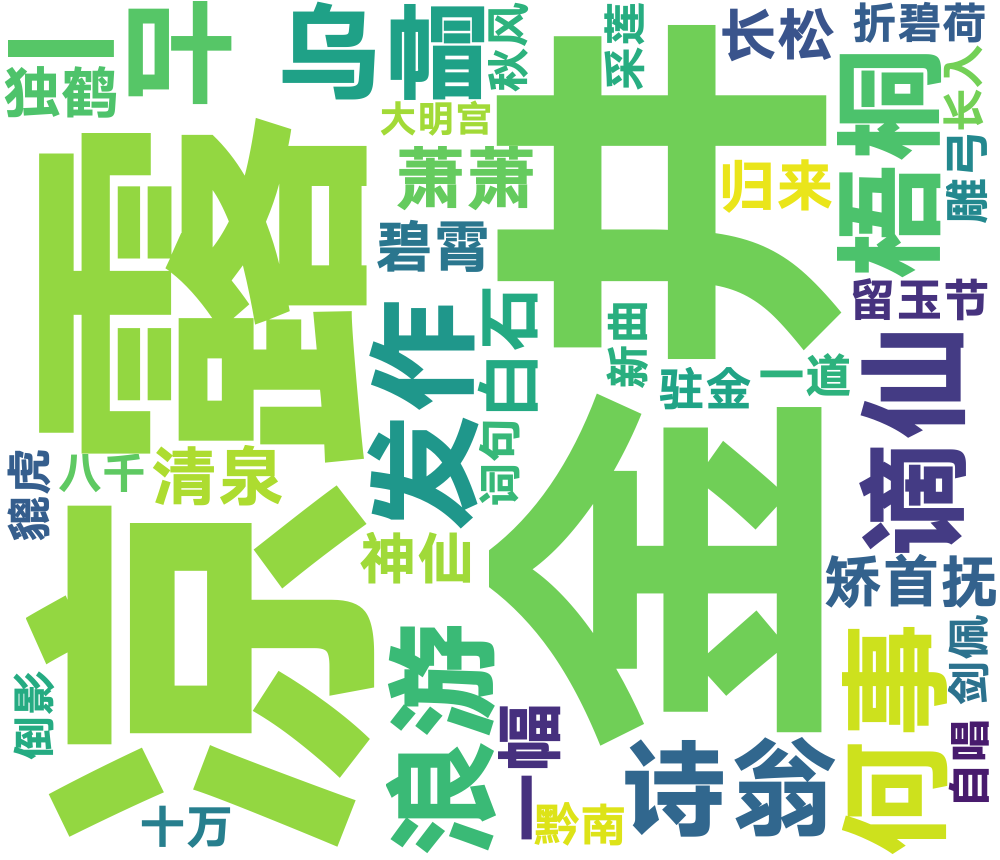 一叶
乌帽
秋风
采莲
长松
折碧荷
独鹤
大明宫
金井
梧桐
长人
雕弓
凉露
萧萧
归来
碧霄
留玉节
发作
白石
新曲
驻金
一道
谪仙
貔虎
八千
清泉
词句
神仙
矫首抚
浪游
一幅
诗翁
何事
剑佩
倒影
自唱
十万
黔南